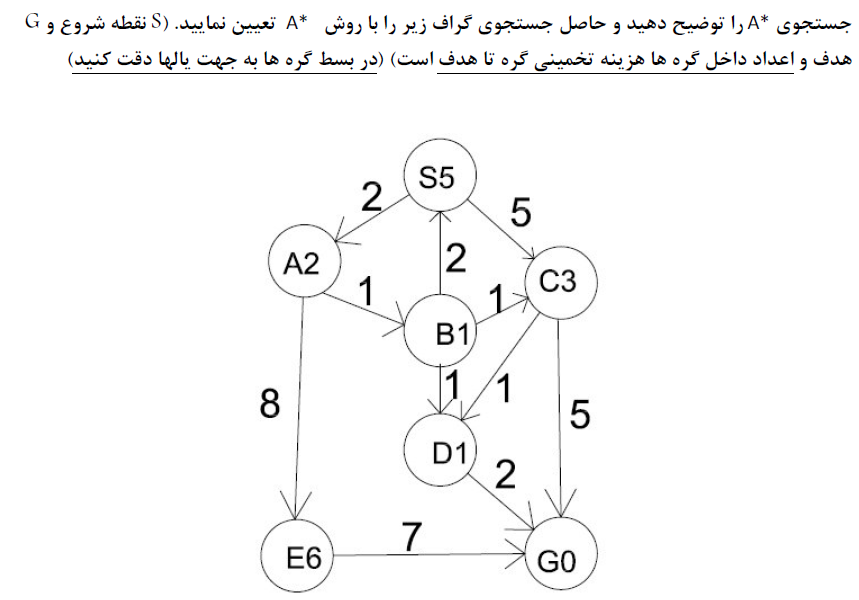 جستجوی A* را توضیح دهید و حاصل جستجوی گراف زیر را با روش A* تعیین نمایید. (S نقطه شروع و G
هدف و اعداد داخل گره ها هزینه تخمینی گره تا هدف است) (در بسط گره ها به جهت یالها دقت کنید)
S5
2
5
A2
2
C3
1
1
B1
1
1
8
5
D1
2
7
E6
G0